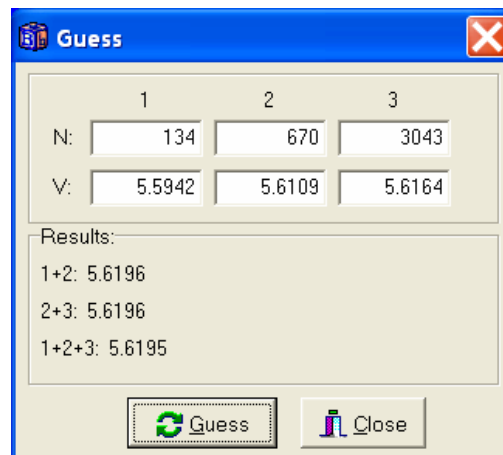 Guess
1 2 3
N: 134 670 3043
V: 5.5942 5.6109 5.6164
Results:
1+2: 5.6196
2+3: 5.6196
1+2+3: 5.6195
Guess Close